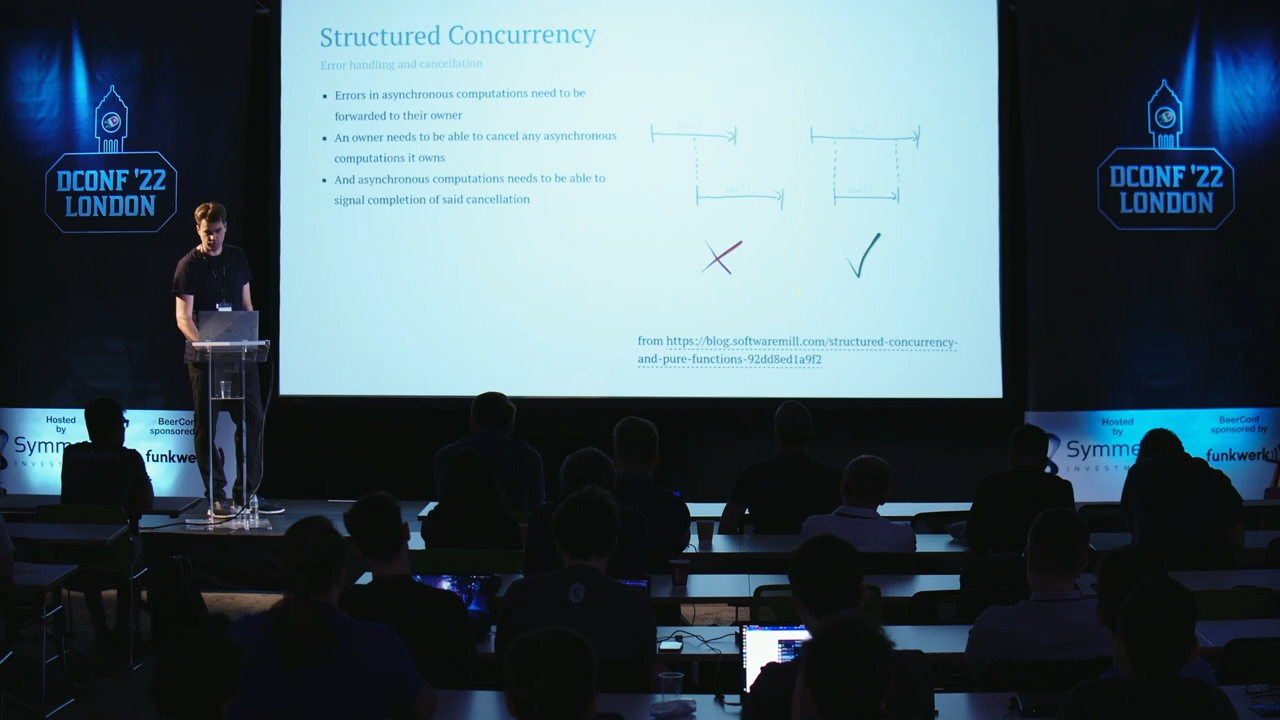 Structured Concurrency
Error handling and cancellation
Errors in asynchronous computations need to be
forwarded to their owner
An owner needs to be able to cancel any asynchronous
computations it owns
And asynchronous computations needs to be able to
signal completion of said cancellation
from https://blog.softwaremill.com/structured-concurrency-
and-pure-functions-92dd8ed1a9f2
DCONF '22
LONDON
DCONF '22
LONDON
Hosted
by
BeerConf
sponsored
funkwe
Hosted
by
BeerConf
sponsored by
funkwerk